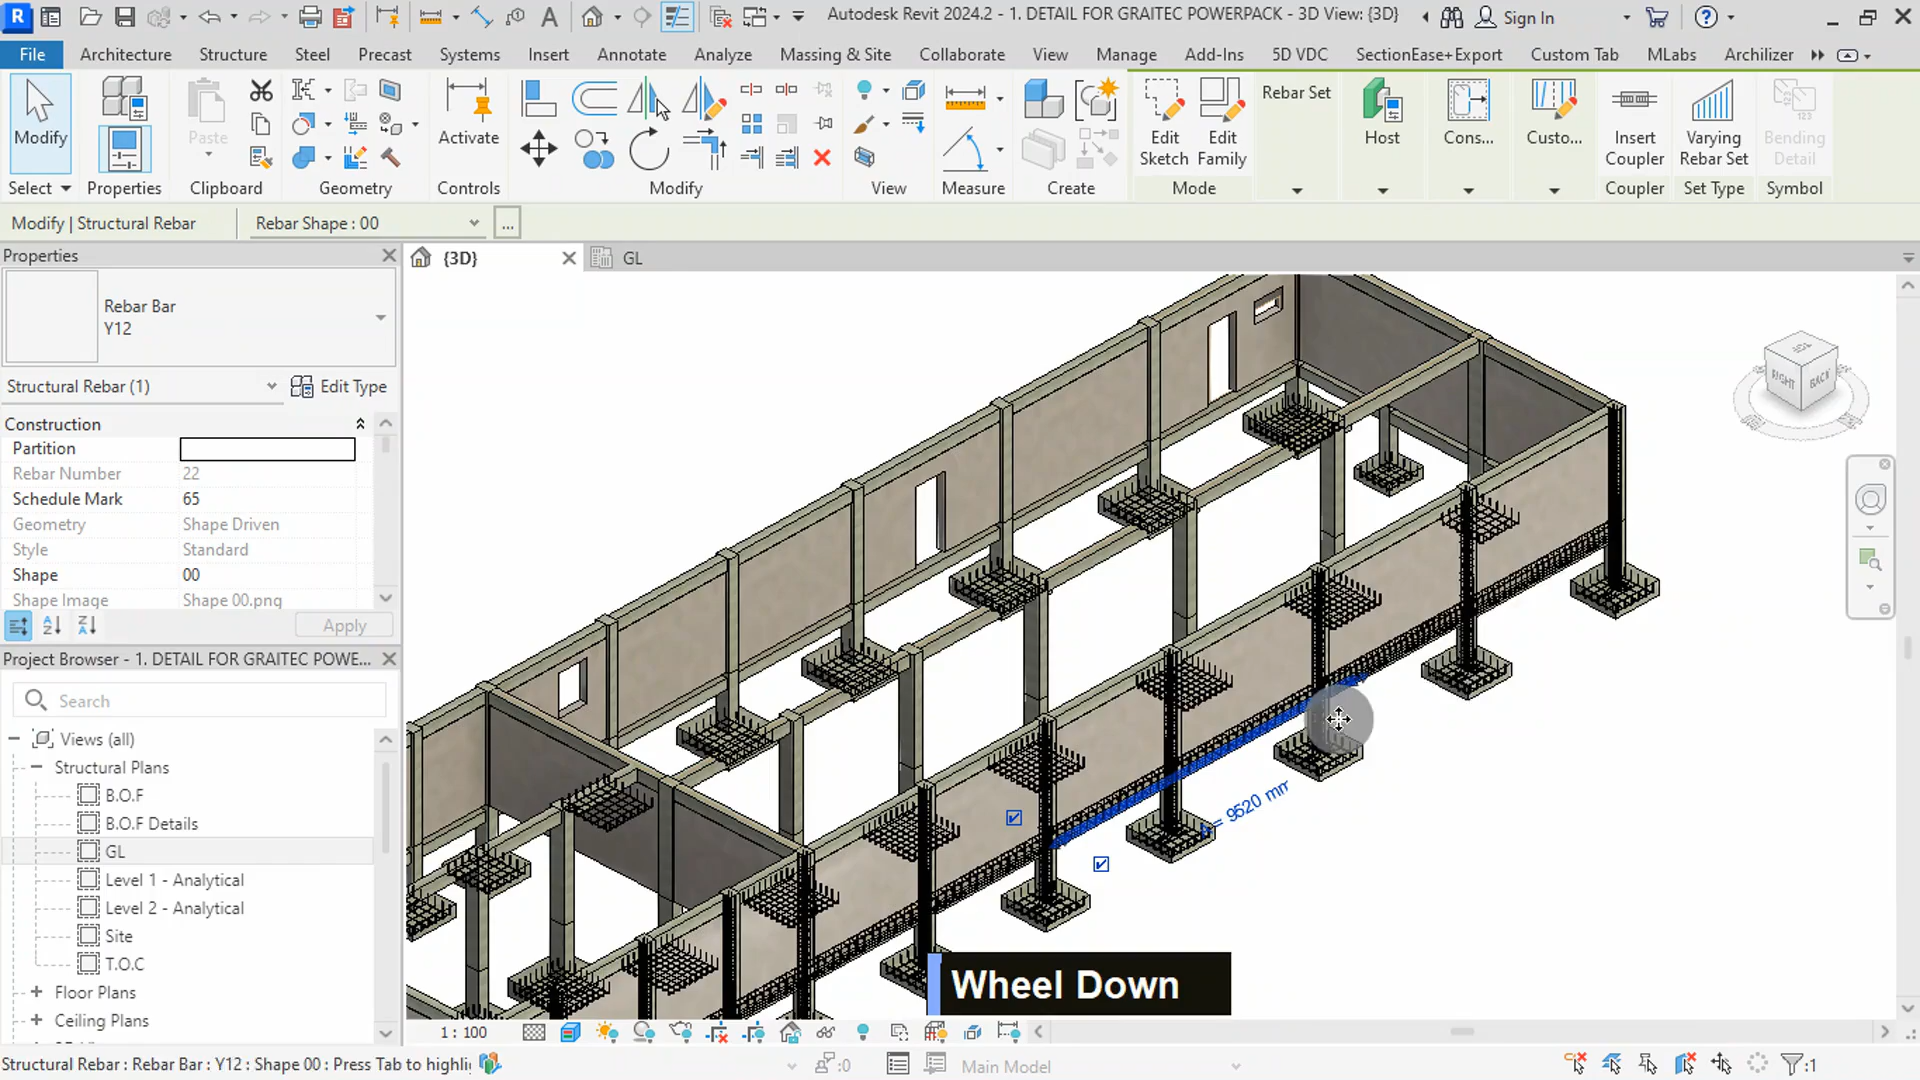 Autodesk Revit 2024.2 - 1. DETAIL FOR GRAITEC POWERPACK - 3D View: {3D}
Sign In
File Architecture Structure Steel Precast Systems Insert Annotate Analyze Massing & Site Collaborate View Manage Add-Ins 5D VDC SectionEase+Export Custom Tab MLabs Archilizer
Modify
Paste
Activate
Edit Sketch
Edit Family
Rebar Set
Host
Cons...
Custo...
Insert Coupler
Varying Rebar Set
Bending Detail
Select Properties Clipboard Geometry Controls Modify View Measure Create Mode Coupler Set Type Symbol
Modify | Structural Rebar
Rebar Shape : 00
...
Properties
{3D}
GL
Rebar Bar
Y12
Structural Rebar (1)
Edit Type
Construction
Partition
Rebar Number 22
Schedule Mark 65
Geometry Shape Driven
Style Standard
Shape 00
Shape Image Shape 00.png
Apply
Project Browser - 1. DETAIL FOR GRAITEC POWE...
Search
Views (all)
Structural Plans
B.O.F
B.O.F Details
GL
Level 1 - Analytical
Level 2 - Analytical
Site
T.O.C
Floor Plans
Ceiling Plans
RIGHT
BACK
= 9520 mm
Wheel Down
1 : 100
Structural Rebar : Rebar Bar : Y12 : Shape 00 : Press Tab to highli
:0
Main Model
:1